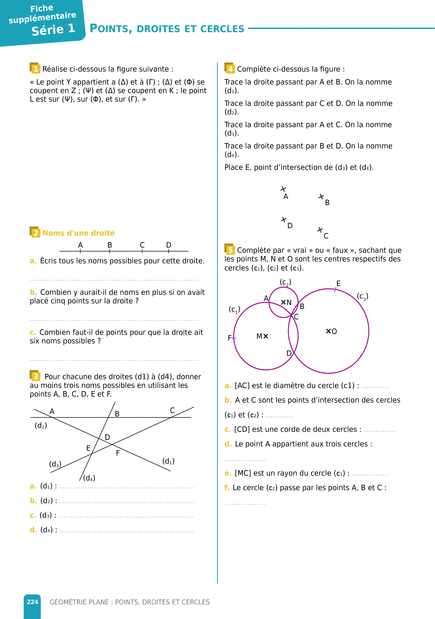 Fiche
supplémentaire
Série 1
POINTS, DROITES ET CERCLES
1 Réalise ci-dessous la figure suivante :
« Le point Y appartient a (Δ) et à (Γ) ; (Δ) et (Φ) se
coupent en Z ; (Ψ) et (Δ) se coupent en K ; le point
L est sur (Ψ), sur (Φ), et sur (Γ). »
2 Noms d'une droite
A B C D
a. Écris tous les noms possibles pour cette droite.
b. Combien y aurait-il de noms en plus si on avait
placé cinq points sur la droite ?
c. Combien faut-il de points pour que la droite ait
six noms possibles ?
3 Pour chacune des droites (d1) à (d4), donner
au moins trois noms possibles en utilisant les
points A, B, C, D, E et F.
A B C
(d₂)
D
E
F
(d₃) (d₁)
(d₄)
a. (d₁) :
b. (d₂) :
c. (d₃) :
d. (d₄) :
4 Complète ci-dessous la figure :
Trace la droite passant par A et B. On la nomme
(d₁).
Trace la droite passant par C et D. On la nomme
(d₂).
Trace la droite passant par A et C. On la nomme
(d₃).
Trace la droite passant par B et D. On la nomme
(d₄).
Place E, point d'intersection de (d₃) et (d₄).
A
B
D
C
5 Complète par « vrai » ou « faux », sachant que
les points M, N et O sont les centres respectifs des
cercles (c₁), (c₂) et (c₃).
(c₂) E
A N (c₃)
(c₁) B
C
F M O
D
a. [AC] est le diamètre du cercle (c1) :
b. A et C sont les points d'intersection des cercles
(c₁) et (c₂) :
c. [CD] est une corde de deux cercles :
d. Le point A appartient aux trois cercles :
e. [MC] est un rayon du cercle (c₁) :
f. Le cercle (c₂) passe par les points A, B et C :
224 GÉOMÉTRIE PLANE : POINTS, DROITES ET CERCLES